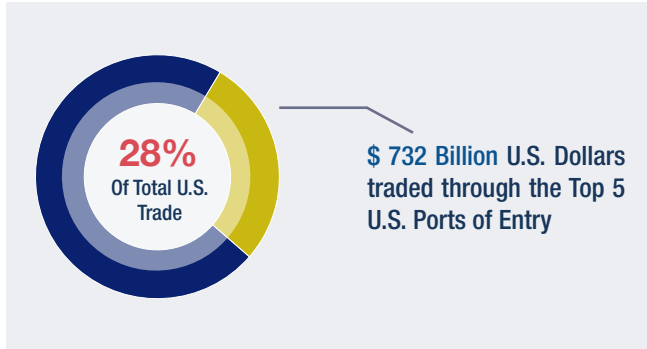 28%
Of Total U.S.
Trade
$ 732 Billion U.S. Dollars
traded through the Top 5
U.S. Ports of Entry